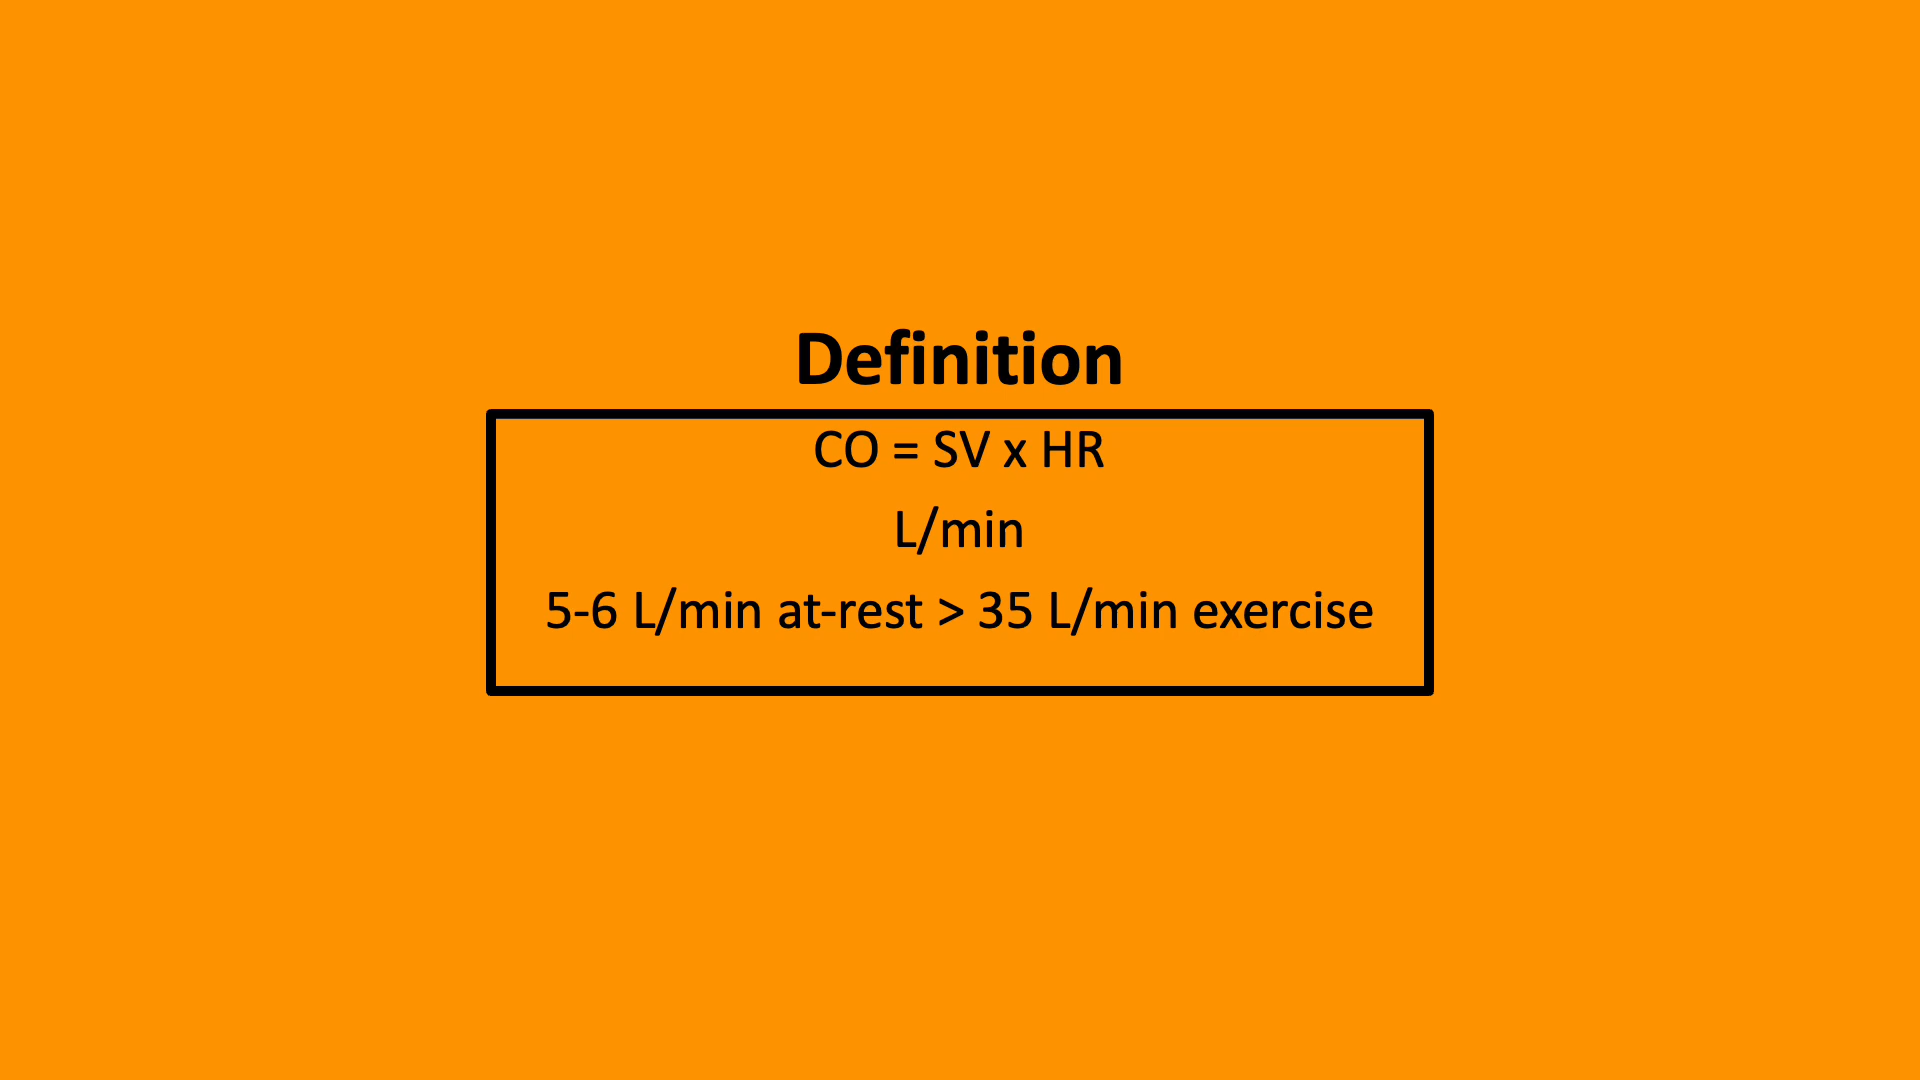 Definition
CO = SV x HR
L/min
5-6 L/min at-rest > 35 L/min exercise